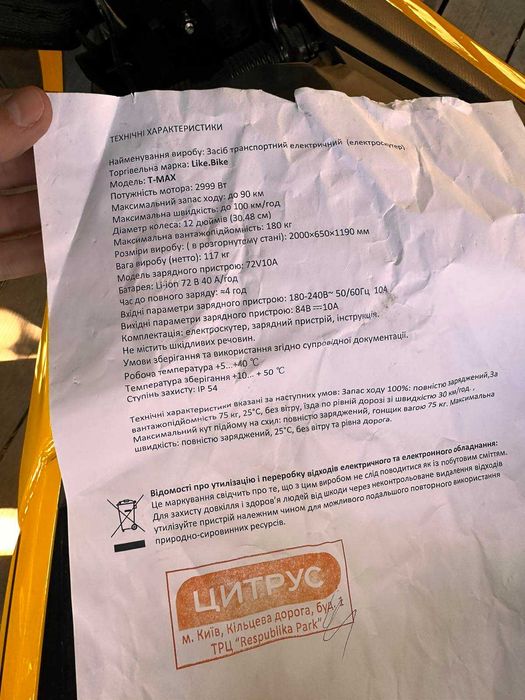 ТЕХНІЧНІ ХАРАКТЕРИСТИКИ
Найменування виробу: Засіб транспортний електричний (електроскутер)
Торгівельна марка: Like.Bike
Модель: T-MAX
Потужність мотора: 2999 Вт
Максимальний запас ходу: до 90 км
Максимальна швидкість: до 100 км/год
Діаметр колеса: 12 дюймів (30.48 см)
Максимальна вантажопідйомність: 180 кг
Розміри виробу: ( в розгорнутому стані): 2000×650×1190 мм
Вага виробу (нетто): 117 кг
Модель зарядного пристрою: 72V10A
Батарея: Li-ion 72 В 40 А/год
Час до повного заряду: ≈4 год
Вхідні параметри зарядного пристрою: 180-240В~ 50/60Гц 10А
Вихідні параметри зарядного пристрою: 84В⎓10А
Комплектація: електроскутер, зарядний пристрій, інструкція.
Не містить шкідливих речовин.
Умови зберігання та використання згідно супровідної документації.
Робоча температура +5...+40 ℃
Температура зберігання +10... + 50 ℃
Ступінь захисту: IP 54
Технічні характеристики вказані за наступних умов: Запас ходу 100%: повністю заряджений,За
вантажопідйомності 75 кг, 25°С, без вітру, їзда по рівній дорозі зі швидкістю 30 км/год.,
Максимальний кут підйому на схил: повністю заряджений, гонщик вагою 75 кг. Максимальна
швидкість: повністю заряджений, 25°С, без вітру та рівна дорога.
Відомості про утилізацію і переробку відходів електричного та електронного обладнання:
Це маркування свідчить про те, що з цим виробом не слід поводитися як із побутовим сміттям.
Для захисту довкілля і здоров'я людей від шкоди через неконтрольоване видалення відходів
утилізуйте пристрій належним чином для можливого подальшого повторного використання
природно-сировинних ресурсів.
ЦИТРУС
м. Київ, Кільцева дорога, буд. 1
ТРЦ "Respublika Park"